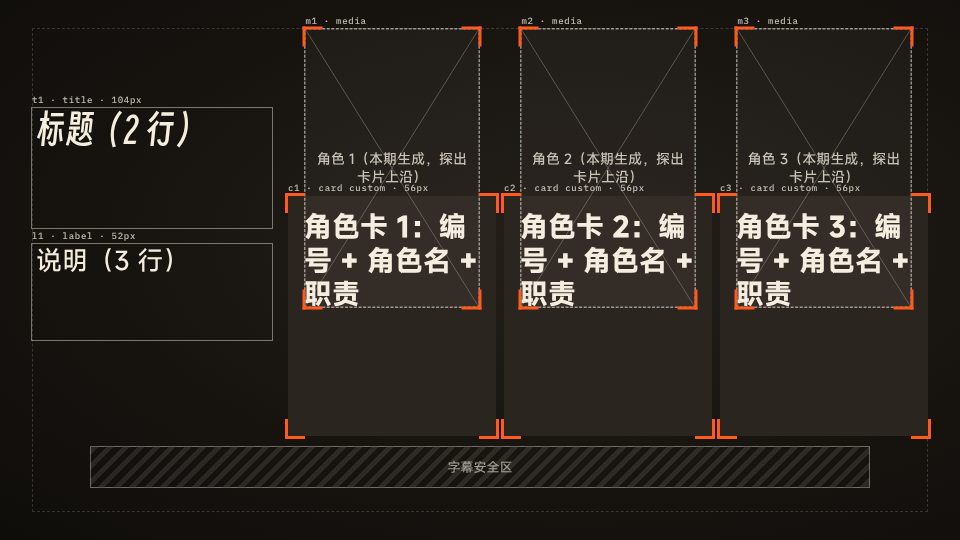 m1 · media
m2 · media
m3 · media
t1 · title · 104px
标题（2 行）
l1 · label · 52px
说明（3 行）
角色 1（本期生成，探出
卡片上沿）
角色 2（本期生成，探出
卡片上沿）
角色 3（本期生成，探出
卡片上沿）
c1 · card custom · 56px
c2 · card custom · 56px
c3 · card custom · 56px
角色卡 1：编
号 + 角色名 +
职责
角色卡 2：编
号 + 角色名 +
职责
角色卡 3：编
号 + 角色名 +
职责
字幕安全区